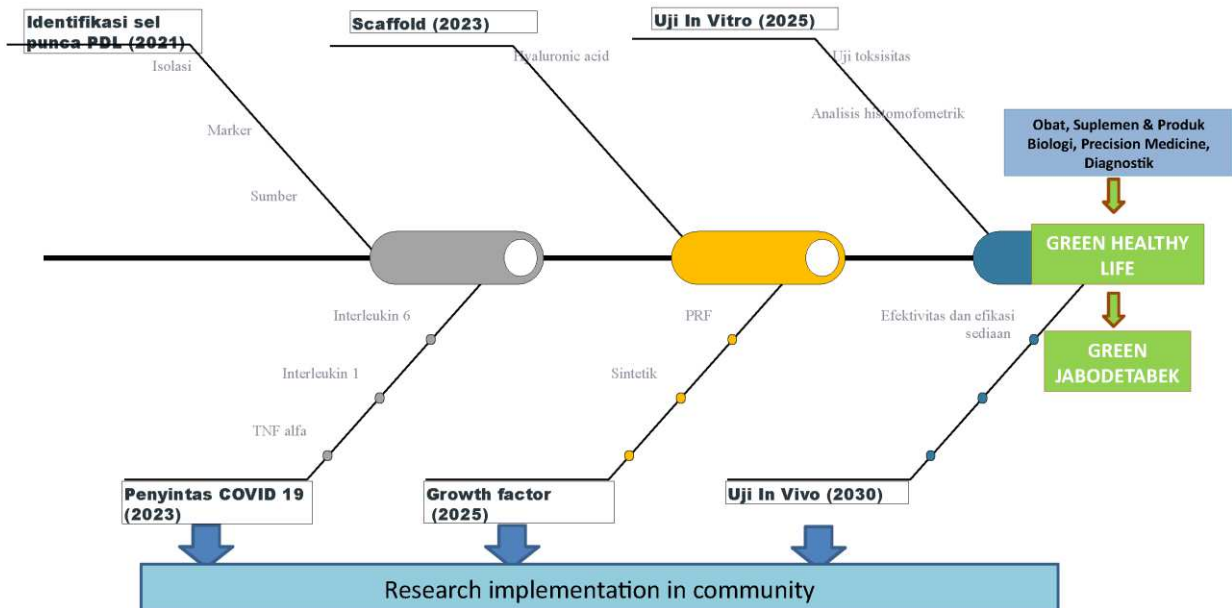 Identifikasi sel
punca PDL (2021)
Isolasi
Marker
Sumber
Scaffold (2023)
Hyaluronic acid
Uji In Vitro (2025)
Uji toksisitas
Analisis histomofometrik
Obat, Suplemen & Produk
Biologi, Precision Medicine,
Diagnostik
GREEN HEALTHY
LIFE
GREEN
JABODETABEK
Interleukin 6
Interleukin 1
TNF alfa
Penyintas COVID 19
(2023)
PRF
Sintetik
Growth factor
(2025)
Efektivitas dan efikasi
sediaan
Uji In Vivo (2030)
Research implementation in community